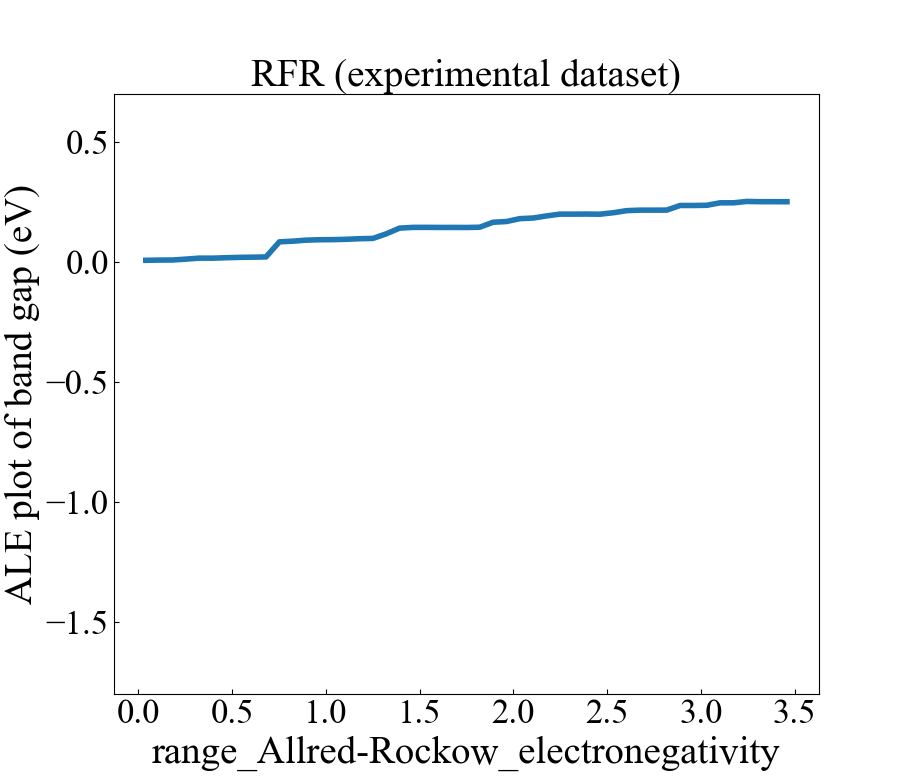 RFR (experimental dataset)
ALE plot of band gap (eV)
0.5
0.0
−0.5
−1.0
−1.5
0.0 0.5 1.0 1.5 2.0 2.5 3.0 3.5
range_Allred-Rockow_electronegativity